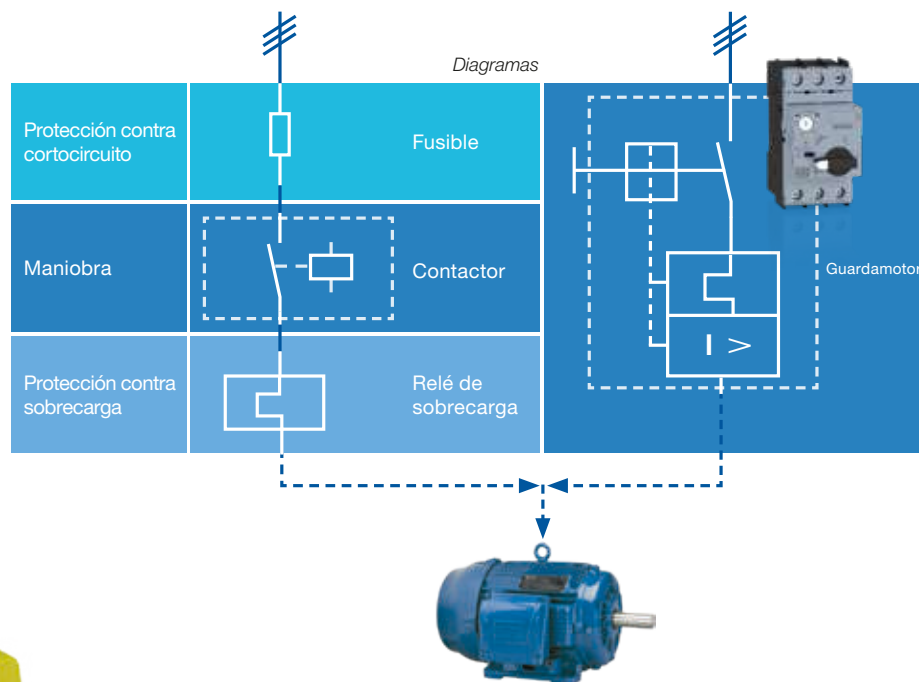 Diagramas
Protección contra
cortocircuito
Fusible
Maniobra
Contactor
Guardamotor
Protección contra
sobrecarga
Relé de
sobrecarga
I >